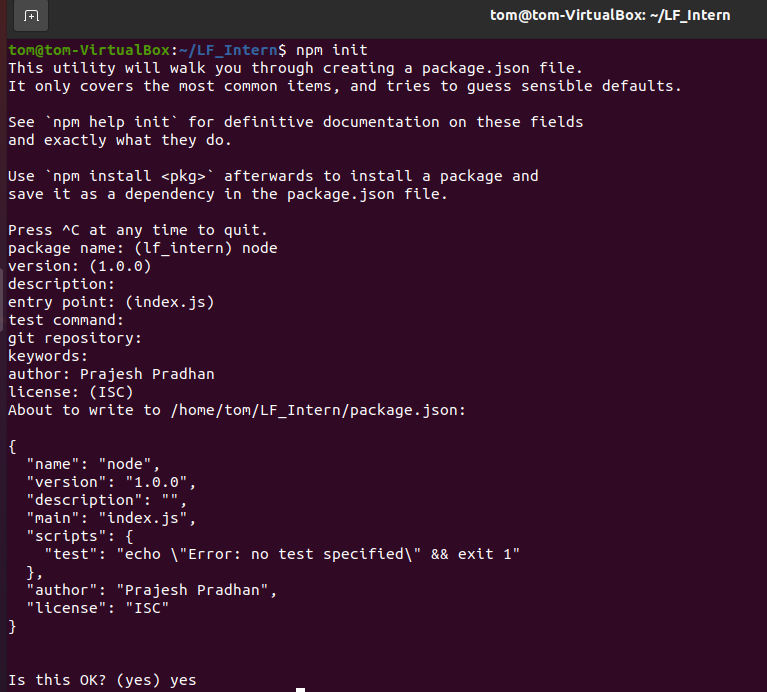 tom@tom-VirtualBox: ~/LF_Intern
tom@tom-VirtualBox:~/LF_Intern$ npm init
This utility will walk you through creating a package.json file.
It only covers the most common items, and tries to guess sensible defaults.
See `npm help init` for definitive documentation on these fields
and exactly what they do.
Use `npm install <pkg>` afterwards to install a package and
save it as a dependency in the package.json file.
Press ^C at any time to quit.
package name: (lf_intern) node
version: (1.0.0)
description:
entry point: (index.js)
test command:
git repository:
keywords:
author: Prajesh Pradhan
license: (ISC)
About to write to /home/tom/LF_Intern/package.json:
{
  "name": "node",
  "version": "1.0.0",
  "description": "",
  "main": "index.js",
  "scripts": {
    "test": "echo \"Error: no test specified\" && exit 1"
  },
  "author": "Prajesh Pradhan",
  "license": "ISC"
}
Is this OK? (yes) yes